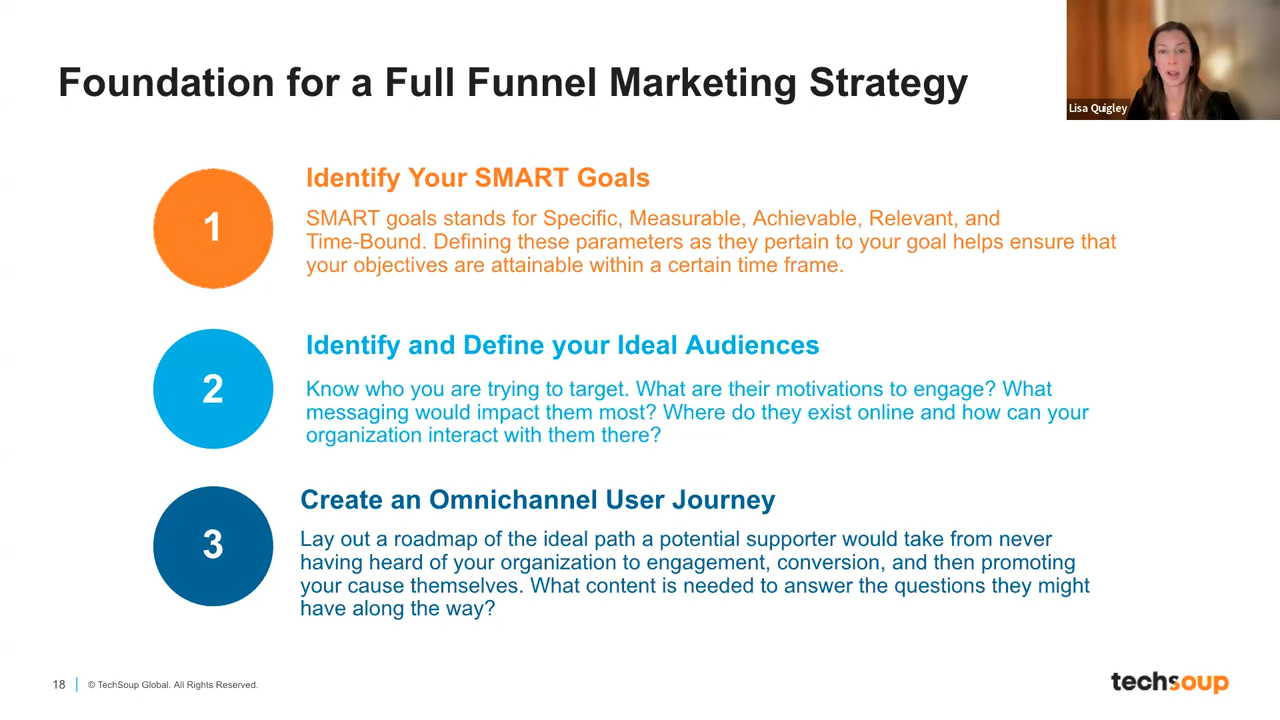 Foundation for a Full Funnel Marketing Strategy
Lisa Quigley
1
Identify Your SMART Goals
SMART goals stands for Specific, Measurable, Achievable, Relevant, and
Time-Bound. Defining these parameters as they pertain to your goal helps ensure that
your objectives are attainable within a certain time frame.
2
Identify and Define your Ideal Audiences
Know who you are trying to target. What are their motivations to engage? What
messaging would impact them most? Where do they exist online and how can your
organization interact with them there?
3
Create an Omnichannel User Journey
Lay out a roadmap of the ideal path a potential supporter would take from never
having heard of your organization to engagement, conversion, and then promoting
your cause themselves. What content is needed to answer the questions they might
have along the way?
18
© TechSoup Global. All Rights Reserved.
techsoup